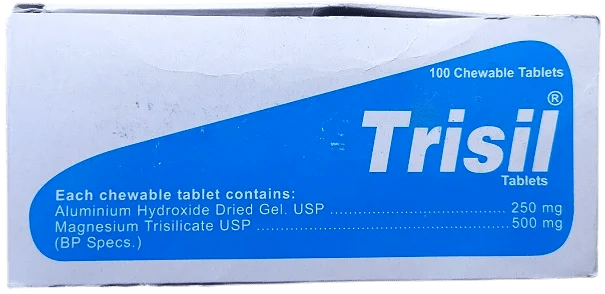 100 Chewable Tablets
Trisil®
Tablets
Each chewable tablet contains:
Aluminium Hydroxide Dried Gel. USP ................................... 250 mg
Magnesium Trisilicate USP ..................................................500 mg
(BP Specs.)